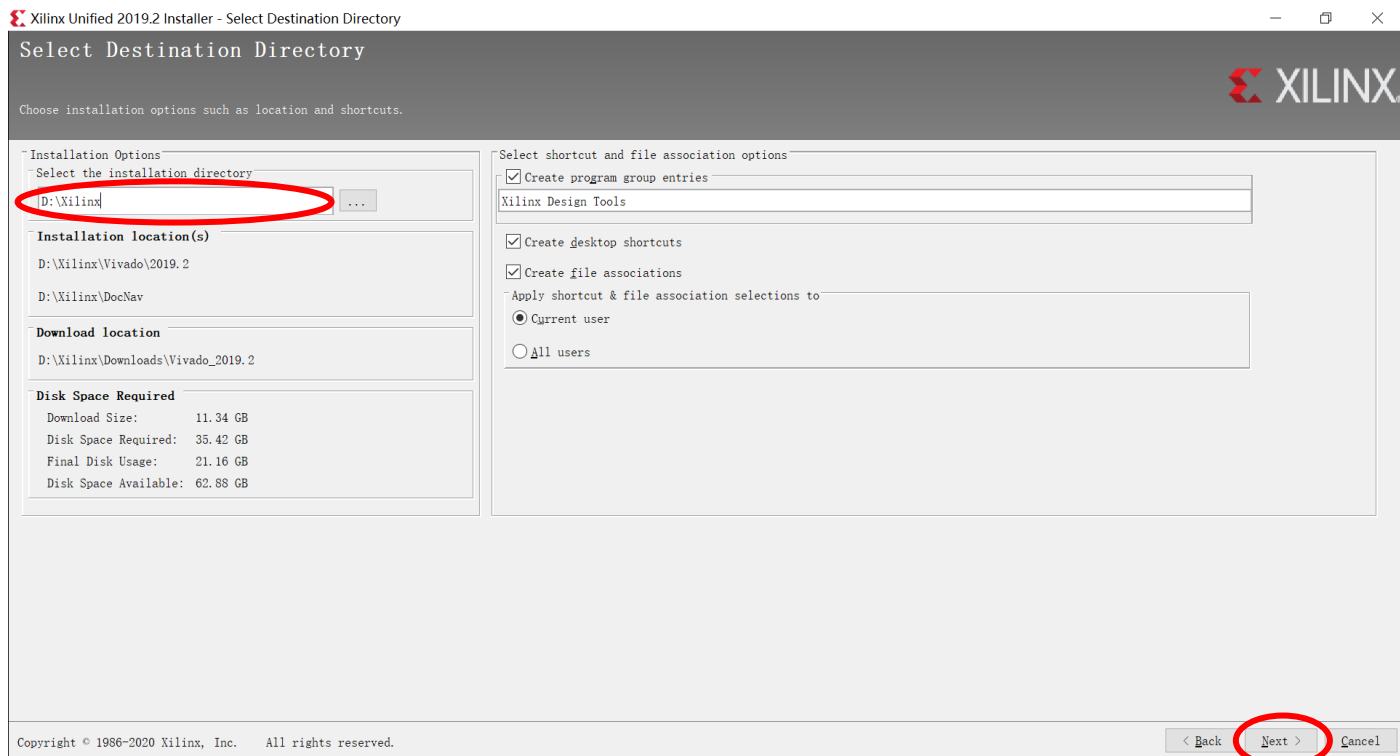 Xilinx Unified 2019.2 Installer - Select Destination Directory
Select Destination Directory
XILINX
Choose installation options such as location and shortcuts.
Installation Options
Select the installation directory
D:\Xilinx
...
Installation location(s)
D:\Xilinx\Vivado\2019.2
D:\Xilinx\DocNav
Download location
D:\Xilinx\Downloads\Vivado_2019.2
Disk Space Required
Download Size: 11.34 GB
Disk Space Required: 35.42 GB
Final Disk Usage: 21.16 GB
Disk Space Available: 62.88 GB
Select shortcut and file association options
Create program group entries
Xilinx Design Tools
Create desktop shortcuts
Create file associations
Apply shortcut & file association selections to
Current user
All users
Copyright © 1986-2020 Xilinx, Inc. All rights reserved.
< Back
Next >
Cancel